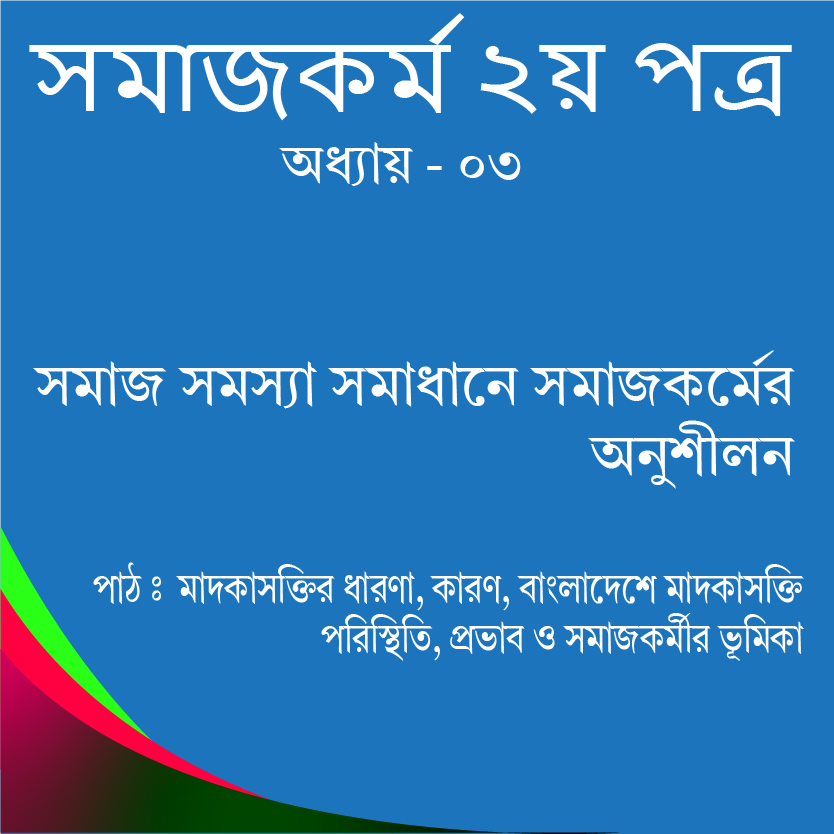 সমাজকর্ম ২য় পত্র
অধ্যায় - ০৩
সমাজ সমস্যা সমাধানে সমাজকর্মের
অনুশীলন
পাঠ ঃ মাদকাসক্তির ধারণা, কারণ, বাংলাদেশে মাদকাসক্তি
পরিস্থিতি, প্রভাব ও সমাজকর্মীর ভূমিকা